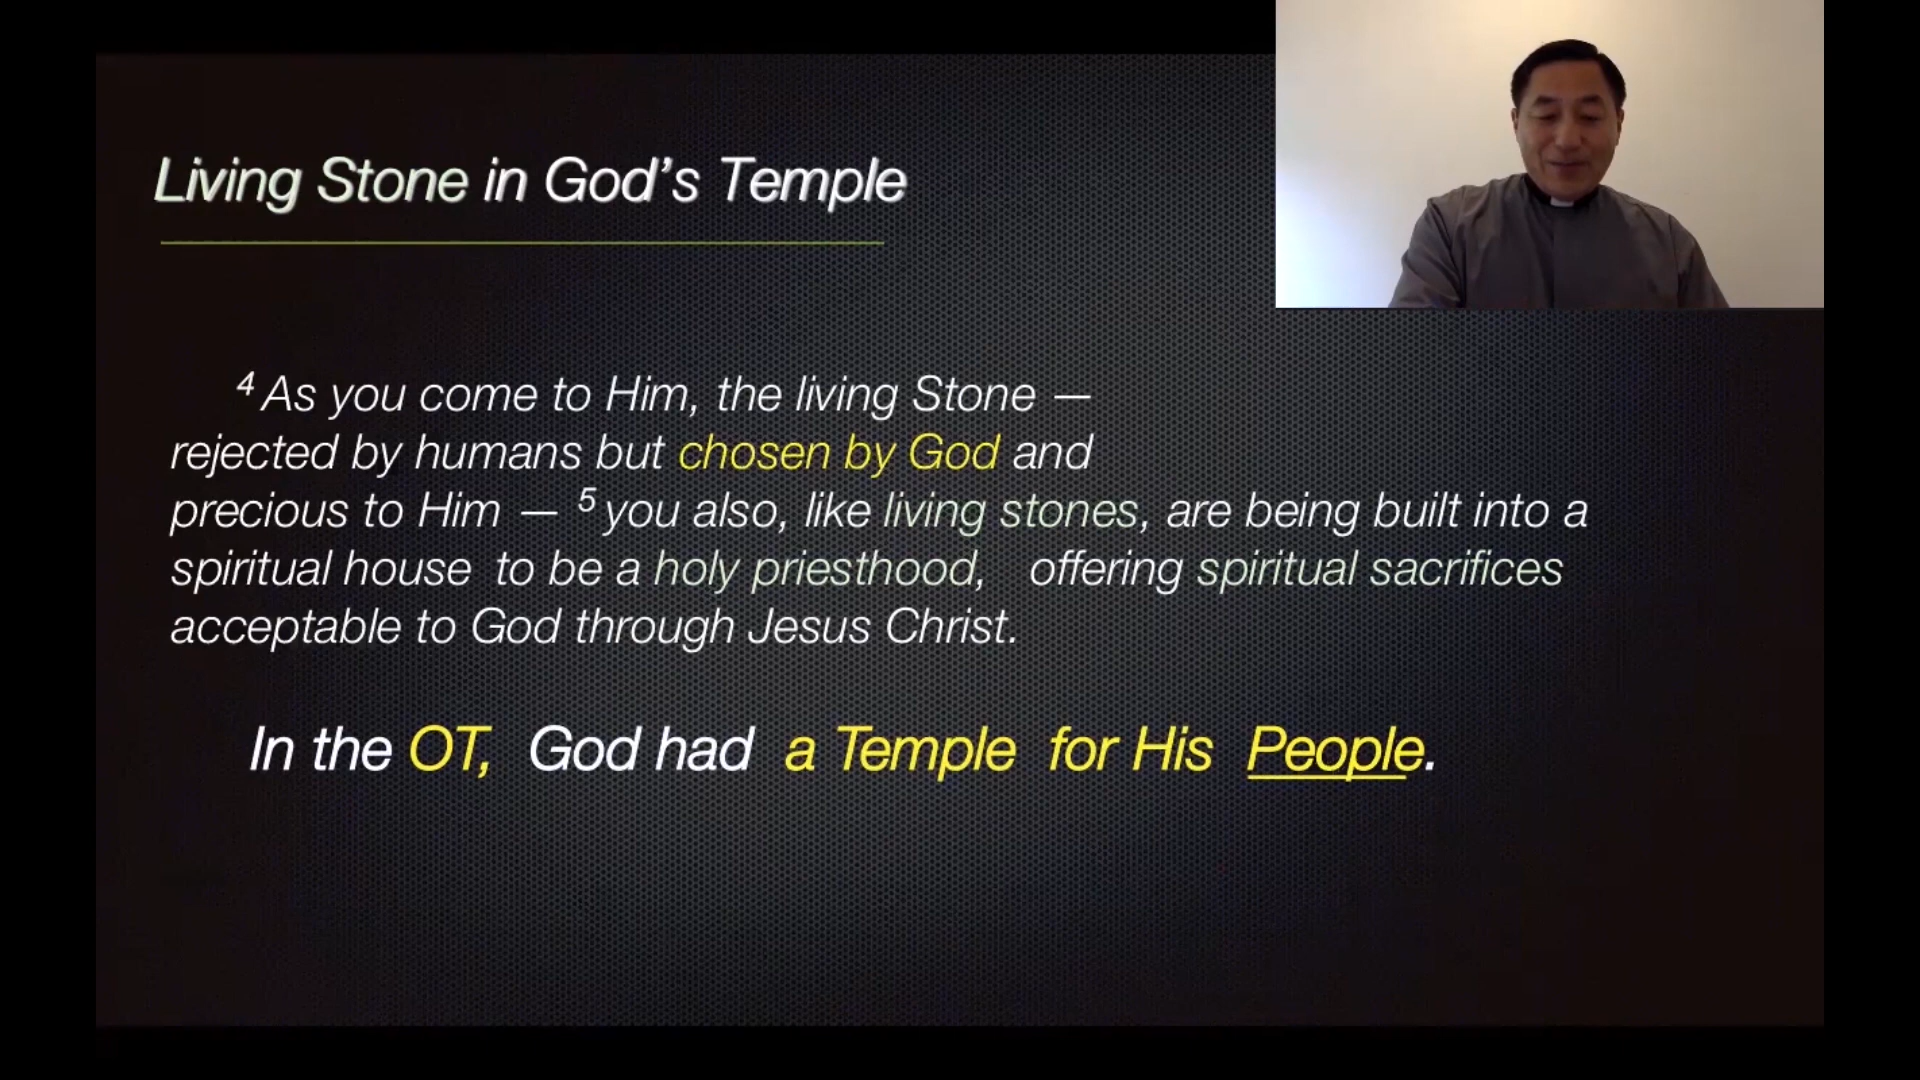 Living Stone in God’s Temple
4 As you come to Him, the living Stone —
rejected by humans but chosen by God and
precious to Him — 5 you also, like living stones, are being built into a
spiritual house to be a holy priesthood, offering spiritual sacrifices
acceptable to God through Jesus Christ.
In the OT, God had a Temple for His People.